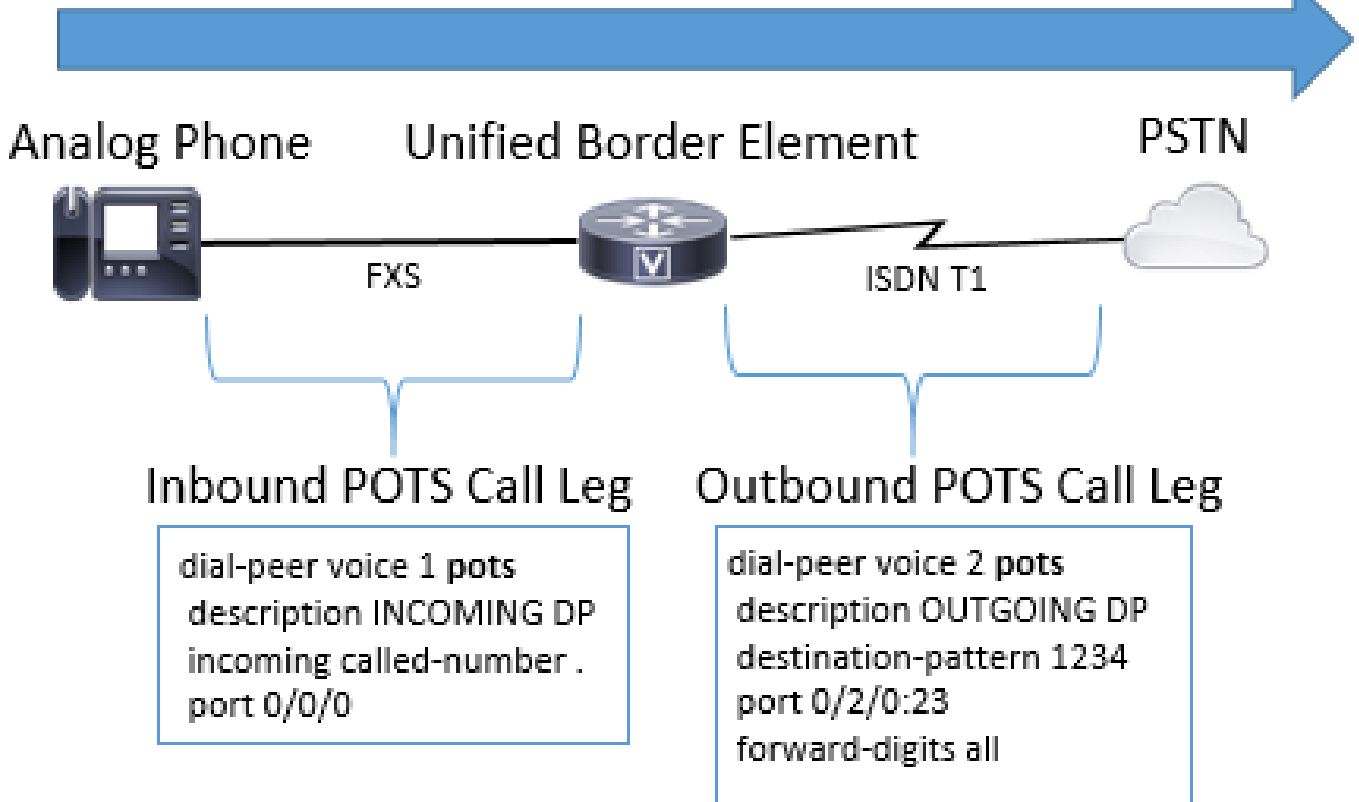 Analog Phone
Unified Border Element
PSTN
V
FXS
ISDN T1
Inbound POTS Call Leg
Outbound POTS Call Leg
dial-peer voice 1 pots
description INCOMING DP
incoming called-number .
port 0/0/0
dial-peer voice 2 pots
description OUTGOING DP
destination-pattern 1234
port 0/2/0:23
forward-digits all